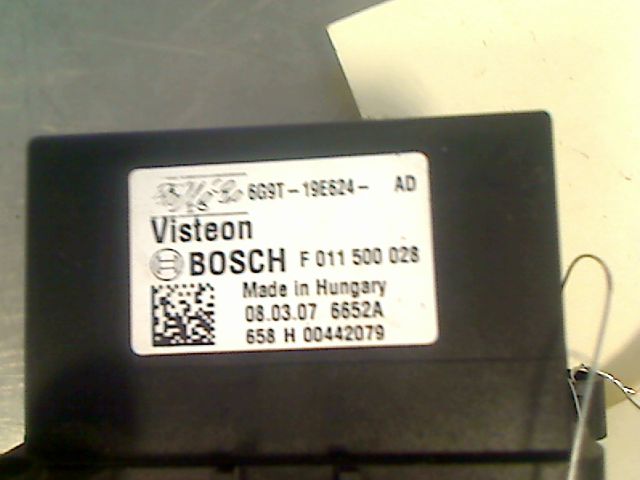 6G9T-19E624- AD
Visteon
BOSCH F 011 500 028
Made in Hungary
08.03.07 6652A
658 H 00442079